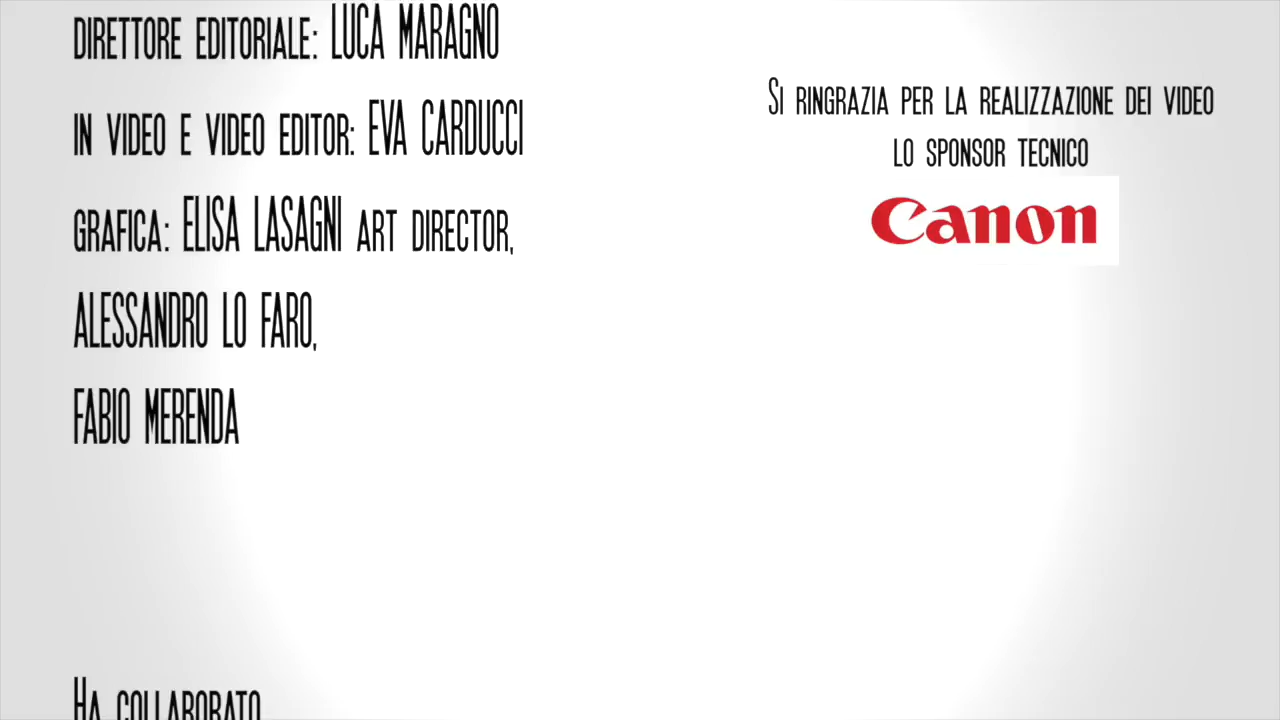 DIRETTORE EDITORIALE: LUCA MARAGNO
IN VIDEO E VIDEO EDITOR: EVA CARDUCCI
GRAFICA: ELISA LASAGNI ART DIRECTOR,
ALESSANDRO LO FARO,
FABIO MERENDA
HA COLLABORATO
SI RINGRAZIA PER LA REALIZZAZIONE DEI VIDEO
LO SPONSOR TECNICO
Canon